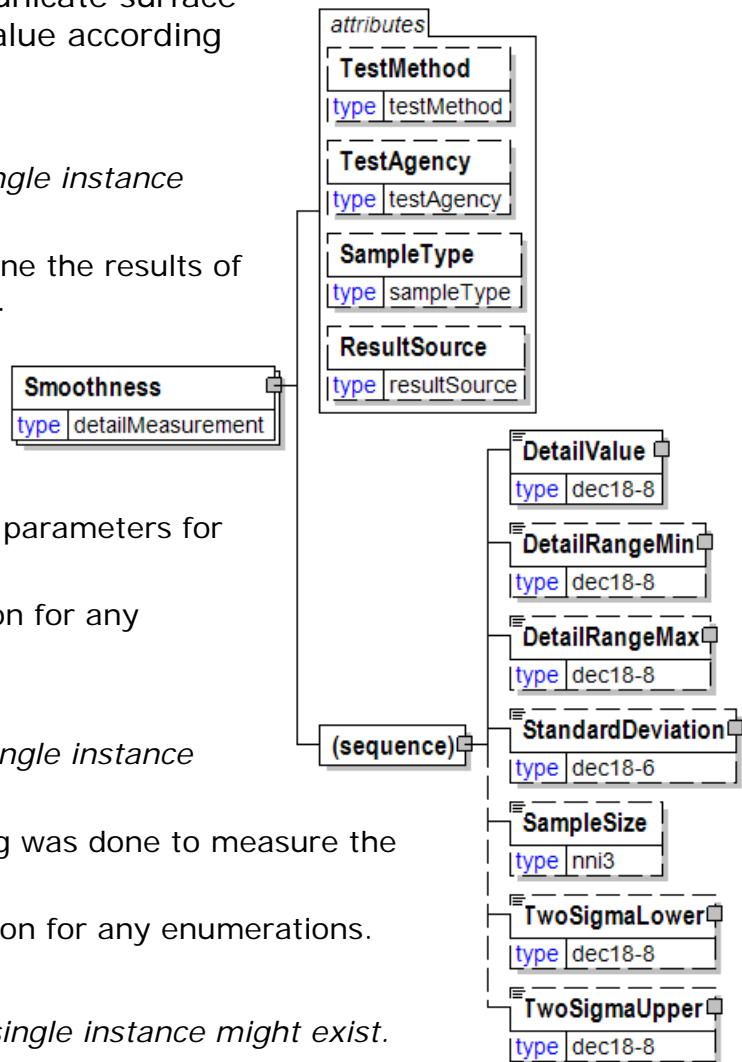 unicate surface
alue according
ngle instance
ne the results of
.
parameters for
on for any
ngle instance
g was done to measure the
on for any enumerations.
single instance might exist.
Smoothness
type detailMeasurement
attributes
TestMethod
type testMethod
TestAgency
type testAgency
SampleType
type sampleType
ResultSource
type resultSource
(sequence)
DetailValue
type dec18-8
DetailRangeMin
type dec18-8
DetailRangeMax
type dec18-8
StandardDeviation
type dec18-6
SampleSize
type nni3
TwoSigmaLower
type dec18-8
TwoSigmaUpper
type dec18-8